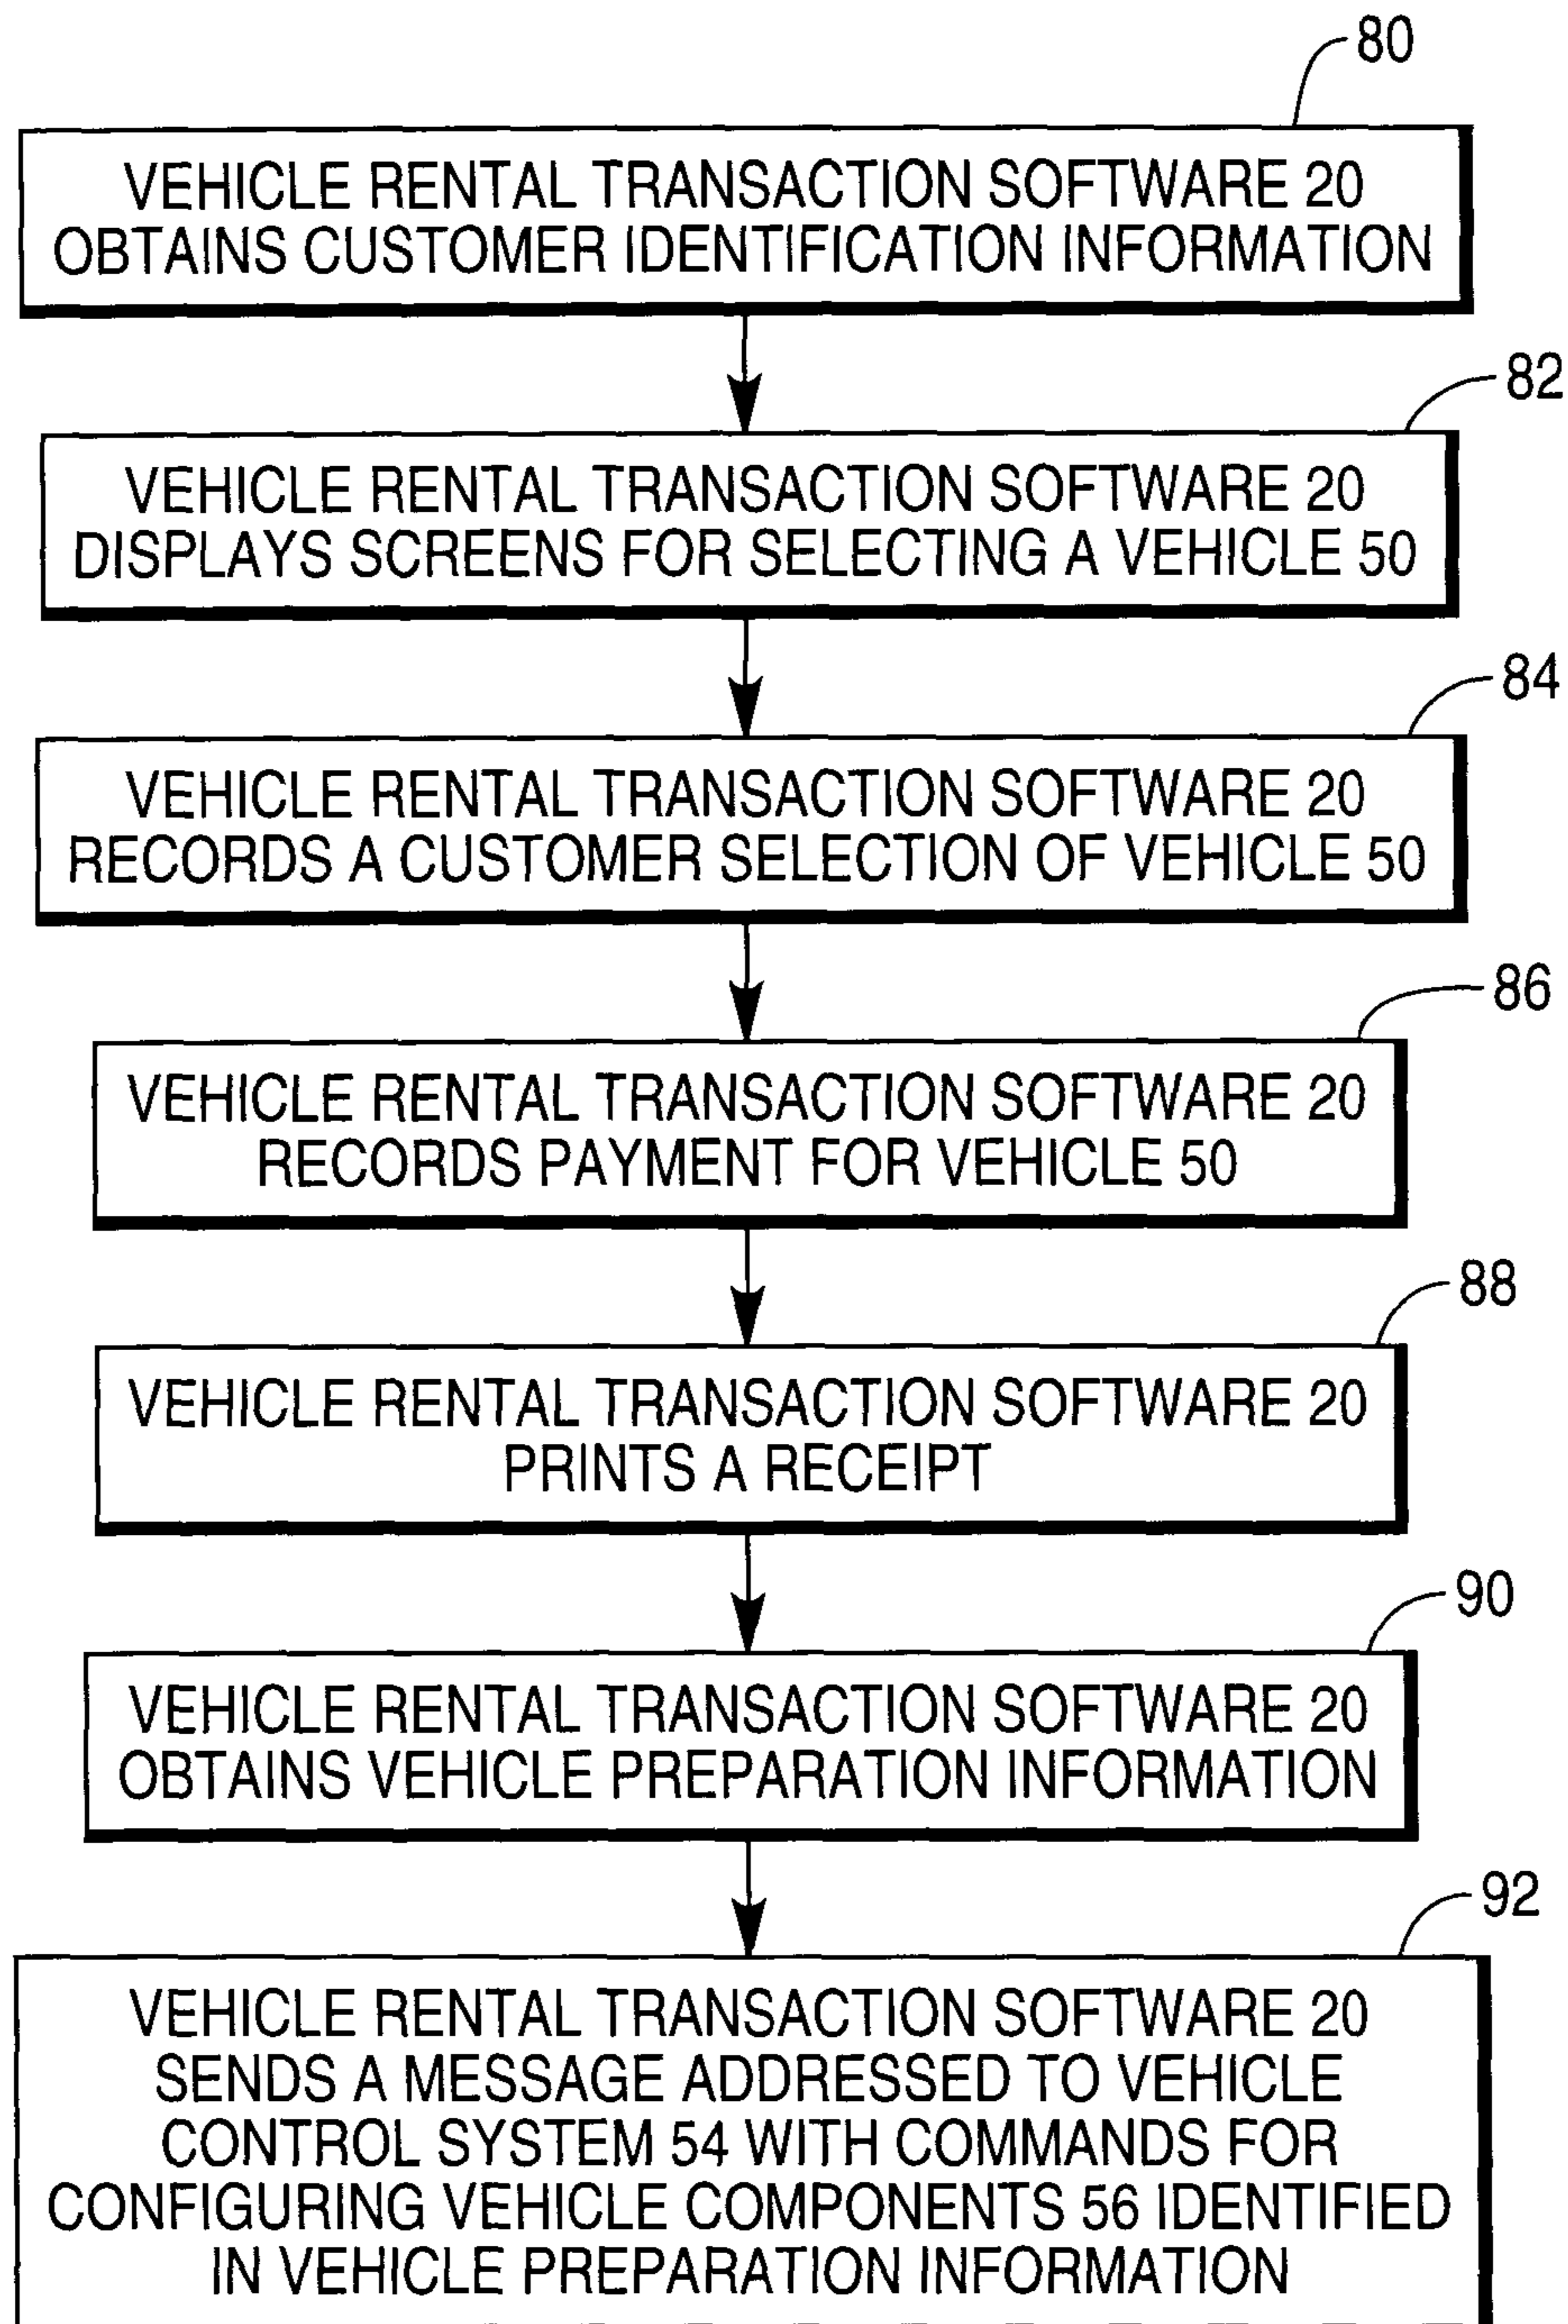 80
VEHICLE RENTAL TRANSACTION SOFTWARE 20
OBTAINS CUSTOMER IDENTIFICATION INFORMATION
82
VEHICLE RENTAL TRANSACTION SOFTWARE 20
DISPLAYS SCREENS FOR SELECTING A VEHICLE 50
84
VEHICLE RENTAL TRANSACTION SOFTWARE 20
RECORDS A CUSTOMER SELECTION OF VEHICLE 50
86
VEHICLE RENTAL TRANSACTION SOFTWARE 20
RECORDS PAYMENT FOR VEHICLE 50
88
VEHICLE RENTAL TRANSACTION SOFTWARE 20
PRINTS A RECEIPT
90
VEHICLE RENTAL TRANSACTION SOFTWARE 20
OBTAINS VEHICLE PREPARATION INFORMATION
92
VEHICLE RENTAL TRANSACTION SOFTWARE 20
SENDS A MESSAGE ADDRESSED TO VEHICLE
CONTROL SYSTEM 54 WITH COMMANDS FOR
CONFIGURING VEHICLE COMPONENTS 56 IDENTIFIED
IN VEHICLE PREPARATION INFORMATION